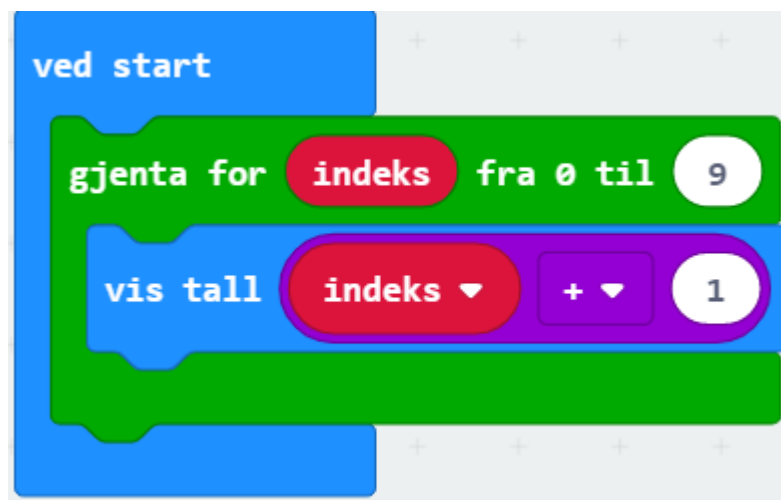 ved start
gjenta for indeks fra 0 til 9
vis tall indeks + 1